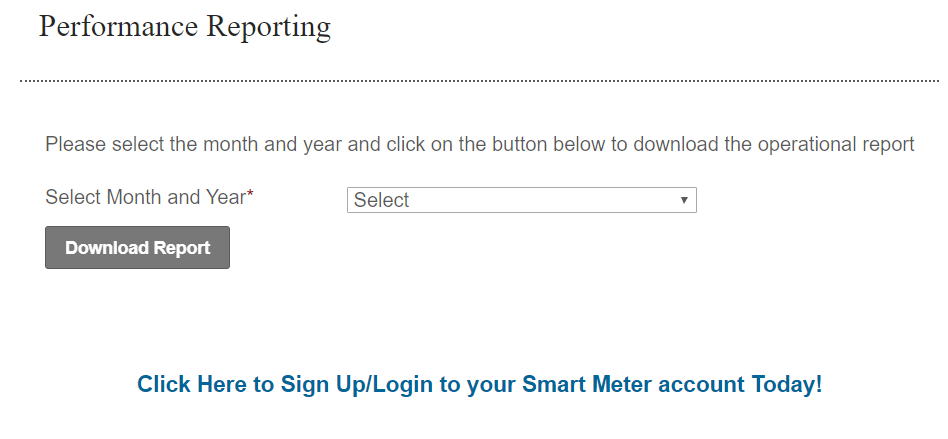 Performance Reporting
Please select the month and year and click on the button below to download the operational report
Select Month and Year*
Select
Download Report
Click Here to Sign Up/Login to your Smart Meter account Today!